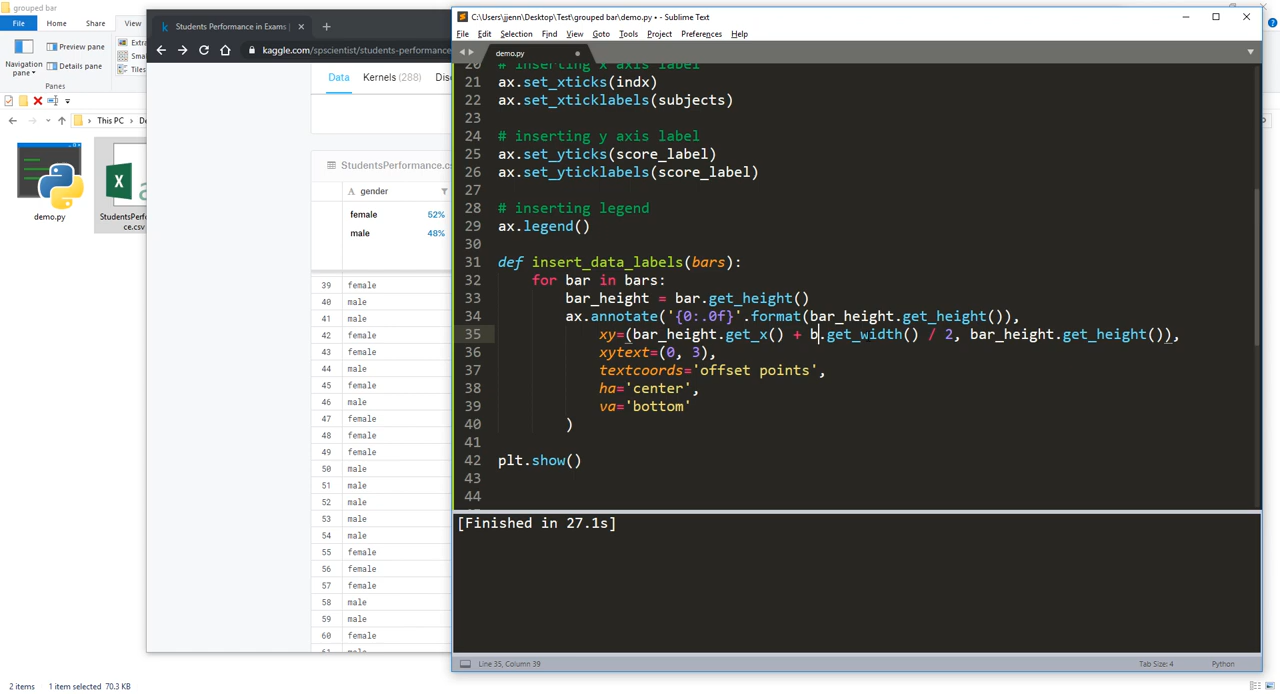 grouped bar
File Home Share View
Navigation pane
Preview pane
Details pane
Panes
This PC
demo.py
StudentsPerformance.csv
Students Performance in Exams |
kaggle.com/spscientist/students-performance
Data Kernels (288)
StudentsPerformance.cs
A gender
female 52%
male 48%
39 female
40 male
41 male
42 female
43 male
44 male
45 female
46 male
47 female
48 female
49 female
50 male
51 male
52 male
53 male
54 male
55 female
56 female
57 female
58 male
59 male
60 female
C:\Users\jjenn\Desktop\Test\grouped bar\demo.py • - Sublime Text
File Edit Selection Find View Goto Tools Project Preferences Help
demo.py
20 # inserting x axis label
21 ax.set_xticks(indx)
22 ax.set_xticklabels(subjects)
23
24 # inserting y axis label
25 ax.set_yticks(score_label)
26 ax.set_yticklabels(score_label)
27
28 # inserting legend
29 ax.legend()
30
31 def insert_data_labels(bars):
32 for bar in bars:
33 bar_height = bar.get_height()
34 ax.annotate('{0:.0f}'.format(bar_height.get_height()),
35 xy=(bar_height.get_x() + b.get_width() / 2, bar_height.get_height()),
36 xytext=(0, 3),
37 textcoords='offset points',
38 ha='center',
39 va='bottom'
40 )
41
42 plt.show()
43
44
[Finished in 27.1s]
Line 35, Column 39
Tab Size: 4 Python
2 items 1 item selected 70.3 KB